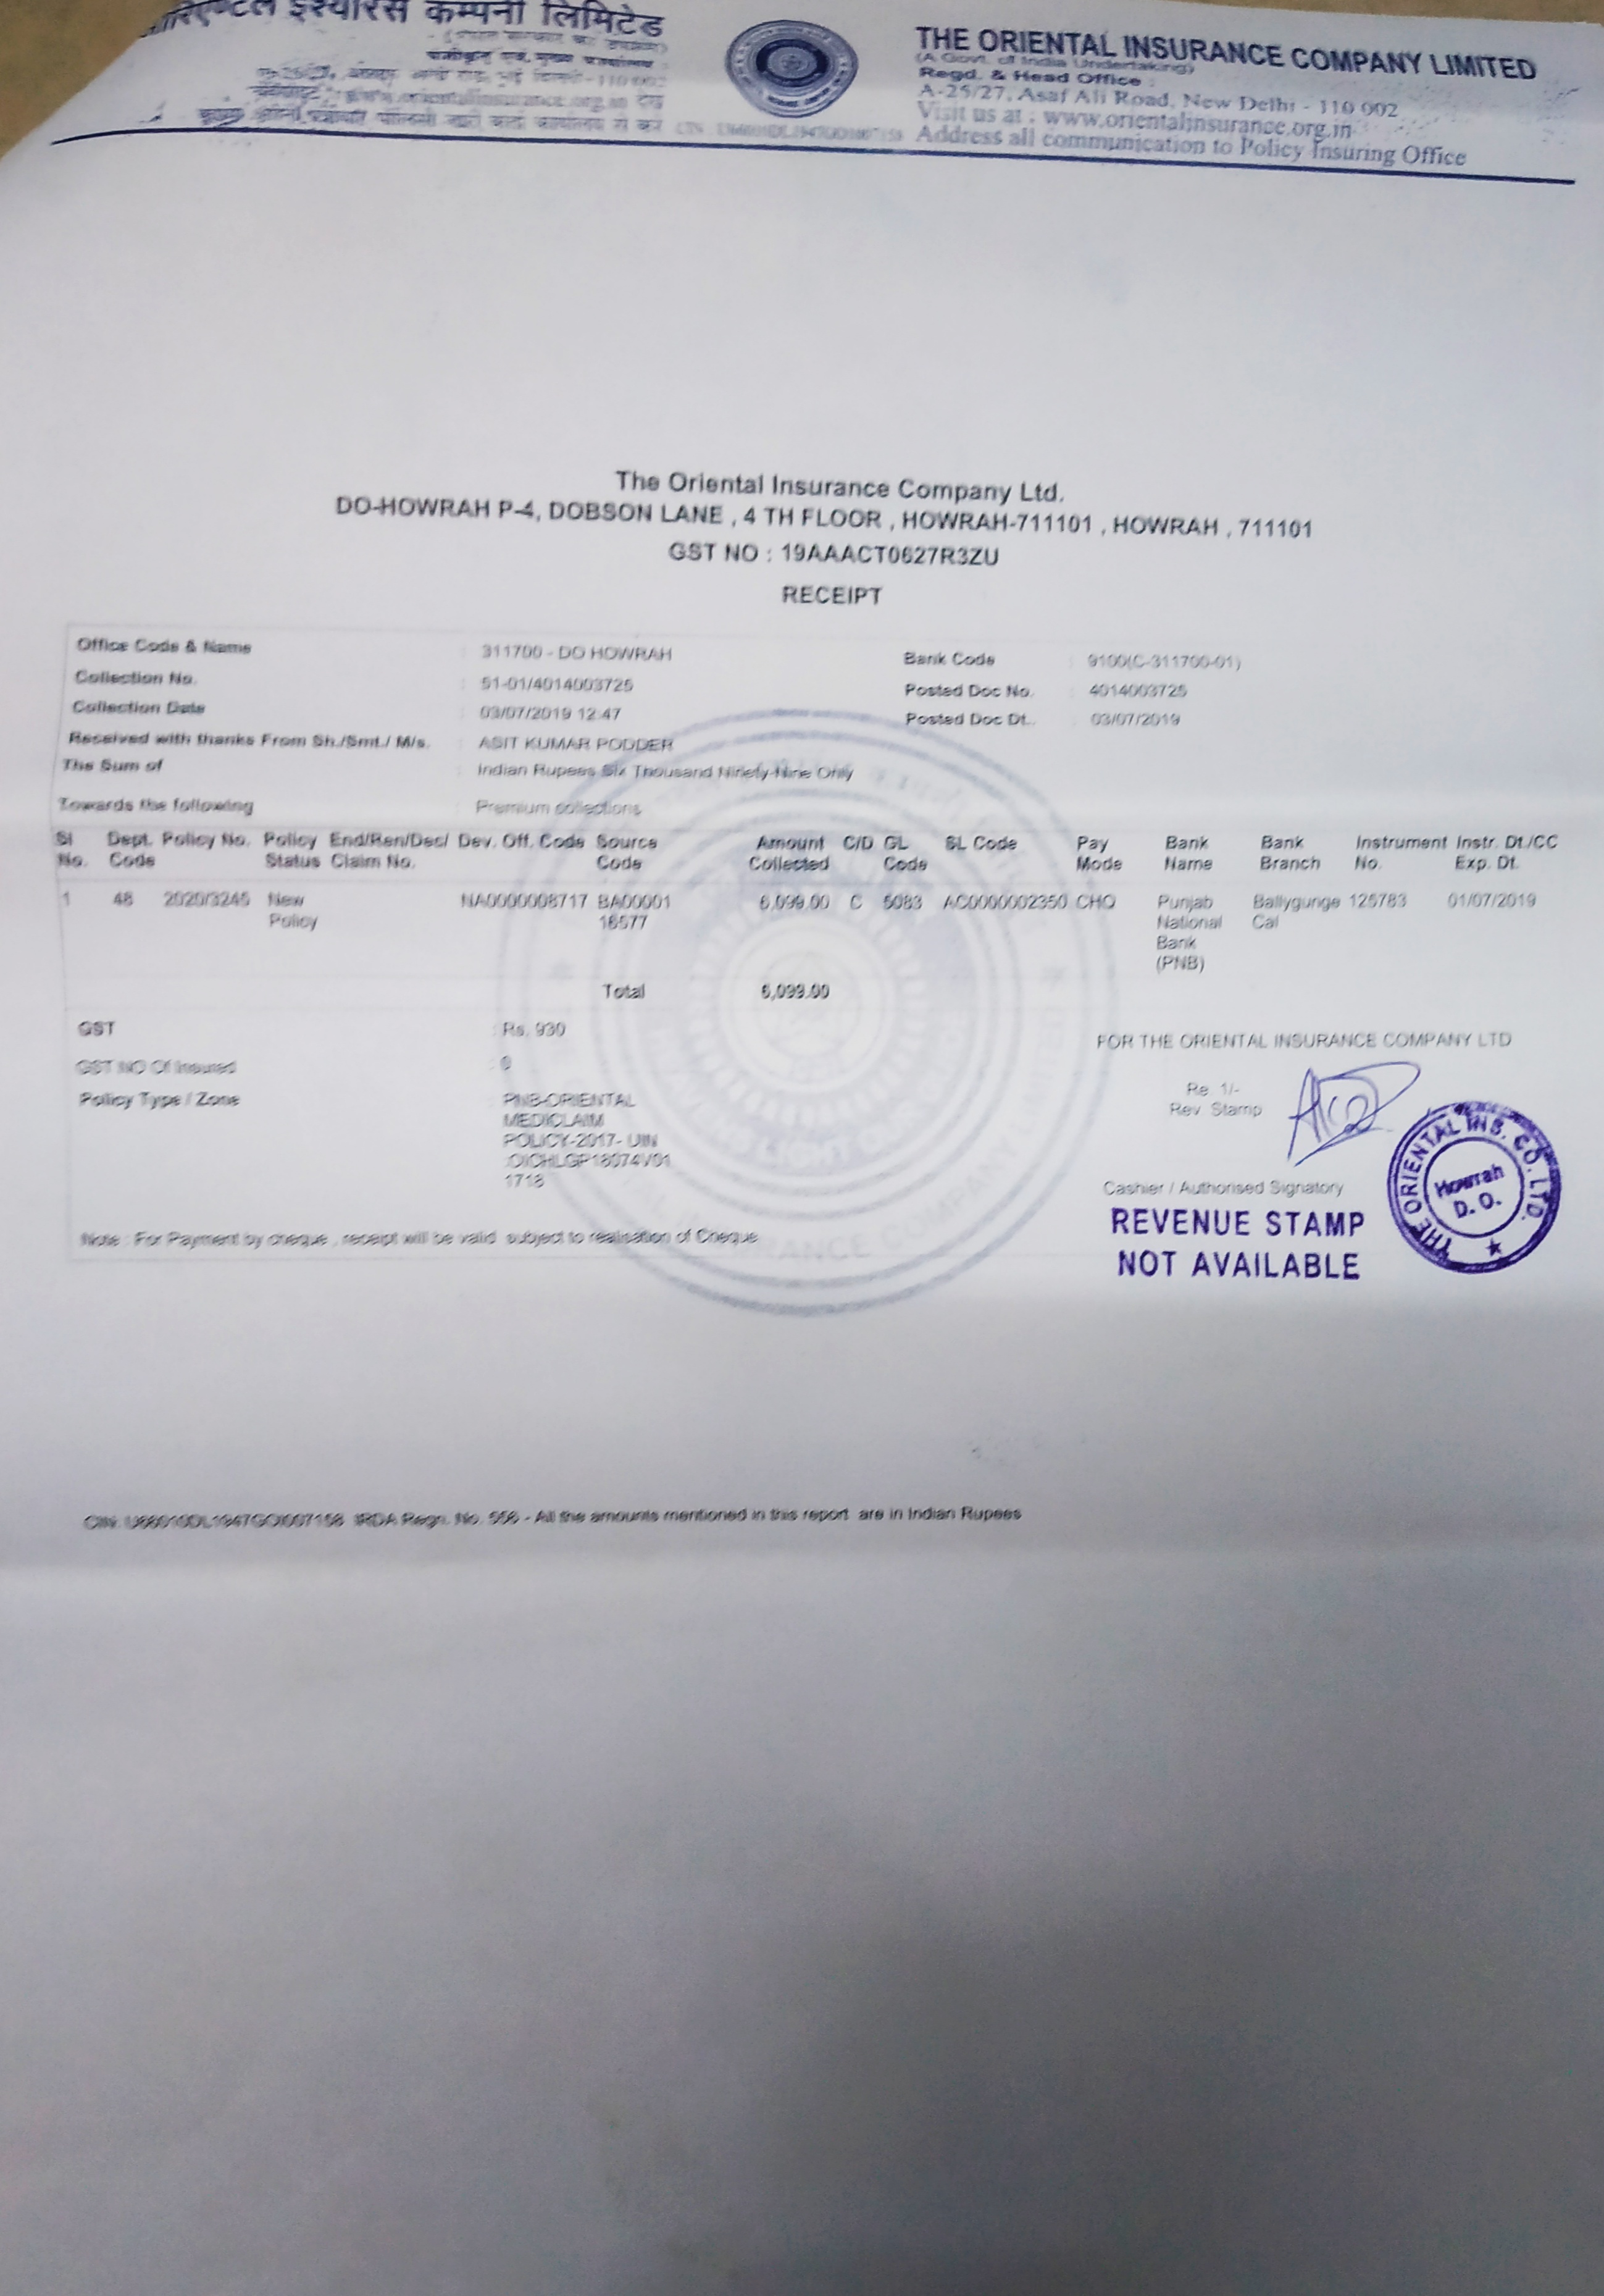 इंश्योरेंस कम्पनी लिमिटेड
THE ORIENTAL INSURANCE COMPANY LIMITED
(A Govt. of India Undertaking)
Regd. & Head Office :
A-25/27, Asaf Ali Road, New Delhi - 110 002
Visit us at : www.orientalinsurance.org.in
Address all communication to Policy Insuring Office
The Oriental Insurance Company Ltd.
DO-HOWRAH P-4, DOBSON LANE , 4 TH FLOOR , HOWRAH-711101 , HOWRAH , 711101
GST NO : 19AAACT0627R3ZU
RECEIPT
Office Code & Name : 311700 - DO HOWRAH Bank Code : 9100(C-311700-01)
Collection No. : 51-01/4014003725 Posted Doc No. : 4014003725
Collection Date : 03/07/2019 12:47 Posted Doc Dt.. : 03/07/2019
Received with thanks From Sh./Smt./ M/s. : ASIT KUMAR PODDER
The Sum of : Indian Rupees Six Thousand Ninety-Nine Only
Towards the following : Premium collections
Sl Dept. Policy No. Policy End/Ren/Dec/ Dev. Off. Code Source Amount C/D GL SL Code Pay Bank Bank Instrument Instr. Dt./CC
No. Code Status Claim No. Code Collected Code Mode Name Branch No. Exp. Dt.
1 48 2020/3245 New NA0000008717 BA00001 6,099.00 C 5083 AC0000002350 CHQ Punjab Ballygunge 125783 01/07/2019
Policy 16577 National Cal
Bank
(PNB)
Total 6,099.00
GST : Rs. 930
GST NO Of Insured : 0
Policy Type / Zone PNB-ORIENTAL
MEDICLAIM
POLICY-2017- UIN
:OICHLGP18074V01
1718
FOR THE ORIENTAL INSURANCE COMPANY LTD
Re 1/-
Rev. Stamp
Cashier / Authorised Signatory
REVENUE STAMP
NOT AVAILABLE
THE ORIENTAL INS. CO. LTD.
Howrah
D. O.
Note : For Payment by cheque , receipt will be valid subject to realisation of Cheque
CIN: U66010DL1947GOI007158 IRDA Regn. No. 556 - All the amounts mentioned in this report are in Indian Rupees